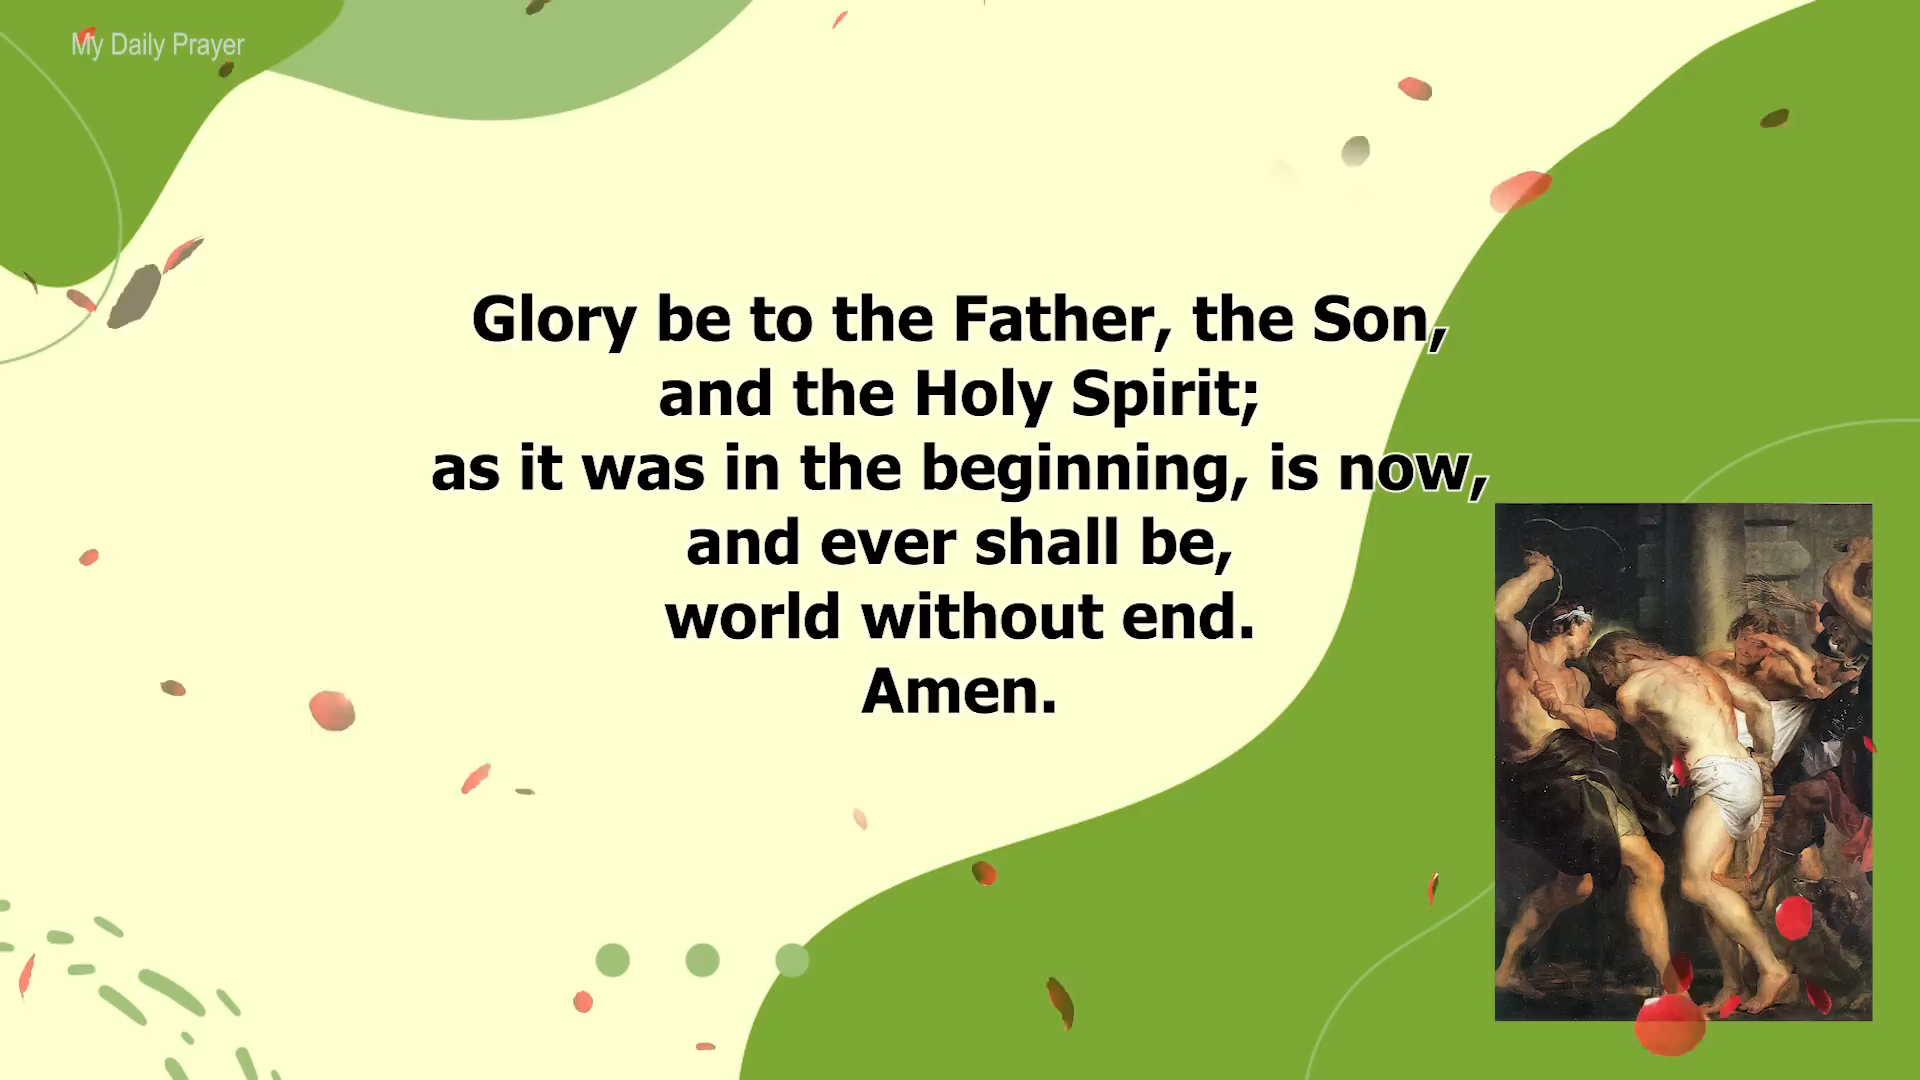 My Daily Prayer
Glory be to the Father, the Son,
and the Holy Spirit;
as it was in the beginning, is now,
and ever shall be,
world without end.
Amen.